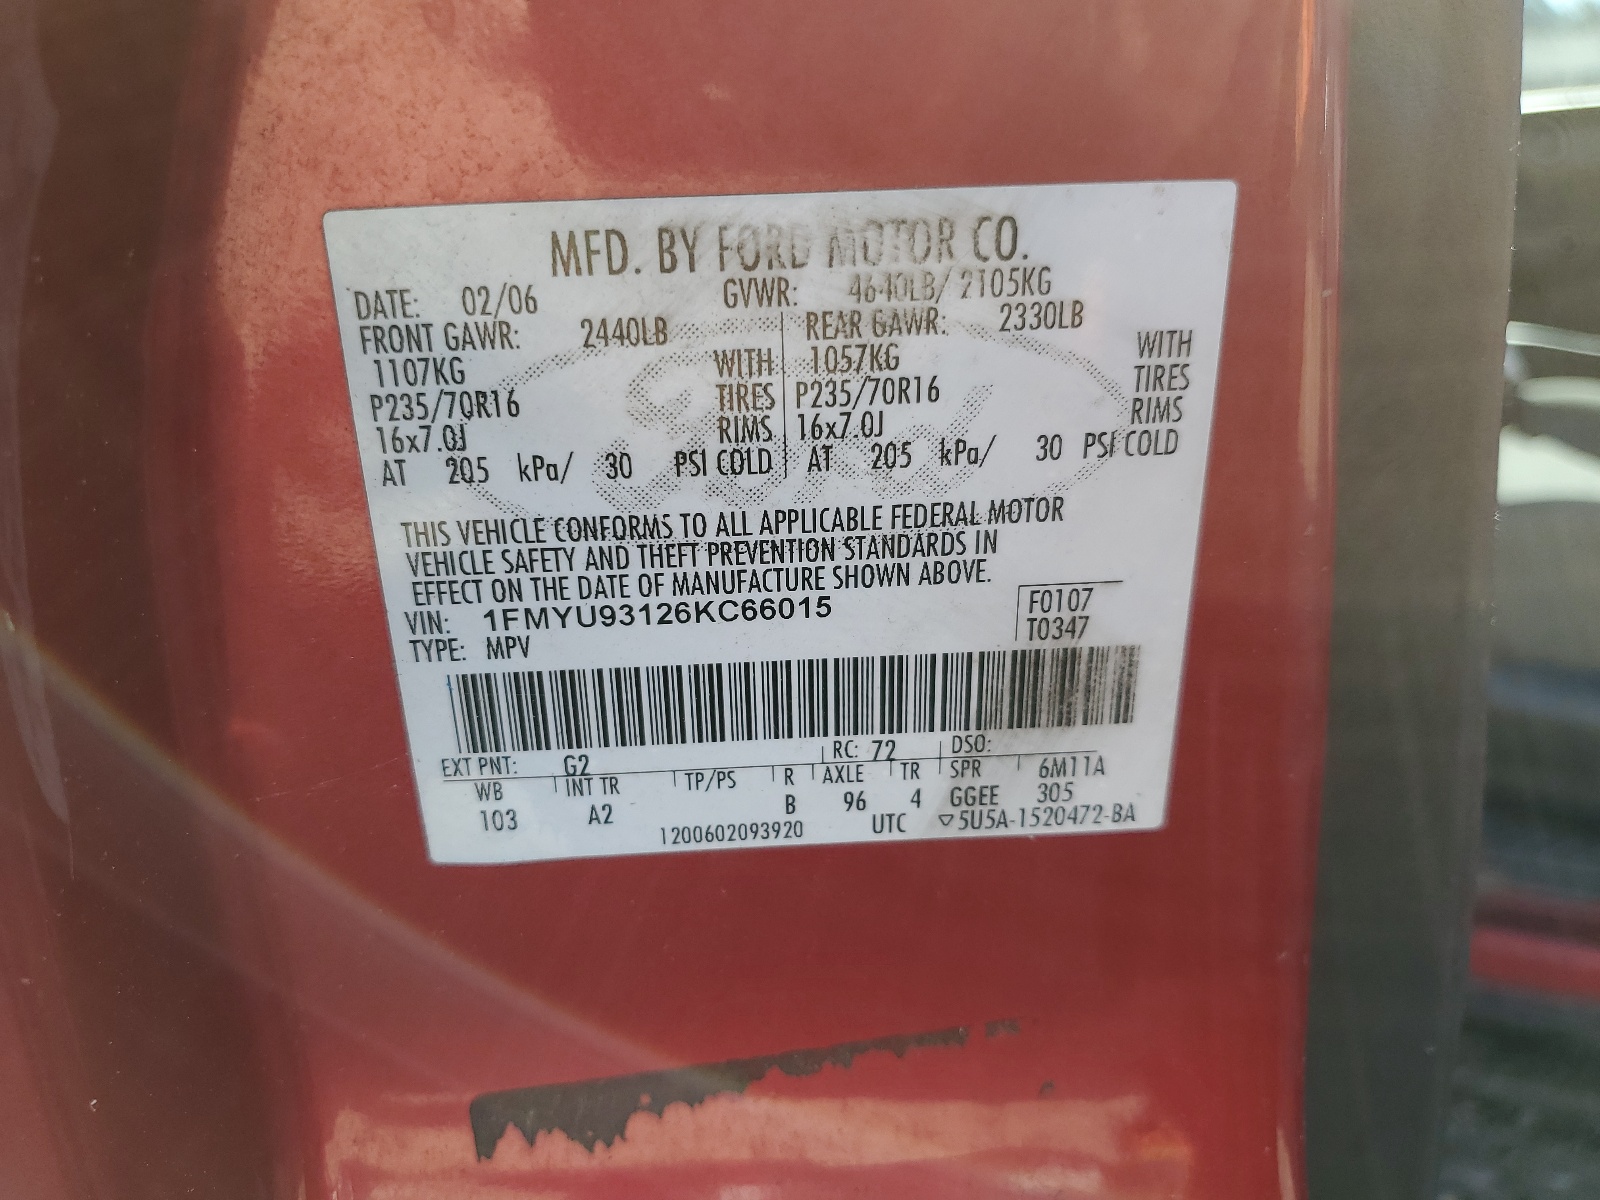 MFD. BY FORD MOTOR CO.
DATE: 02/06 GVWR: 4640LB/ 2105KG
FRONT GAWR: 2440LB REAR GAWR: 2330LB
1107KG WITH 1057KG WITH
P235/70R16 TIRES P235/70R16 TIRES
16x7.0J RIMS 16x7.0J RIMS
AT 205 kPa/ 30 PSI COLD AT 205 kPa/ 30 PSI COLD
THIS VEHICLE CONFORMS TO ALL APPLICABLE FEDERAL MOTOR
VEHICLE SAFETY AND THEFT PREVENTION STANDARDS IN
EFFECT ON THE DATE OF MANUFACTURE SHOWN ABOVE.
VIN: 1FMYU93126KC66015 F0107
TYPE: MPV T0347
EXT PNT: G2 RC: 72 DSO:
WB INT TR TP/PS R AXLE TR SPR 6M11A
103 A2 B 96 4 GGEE 305
1200602093920 UTC ▽5U5A-1520472-BA